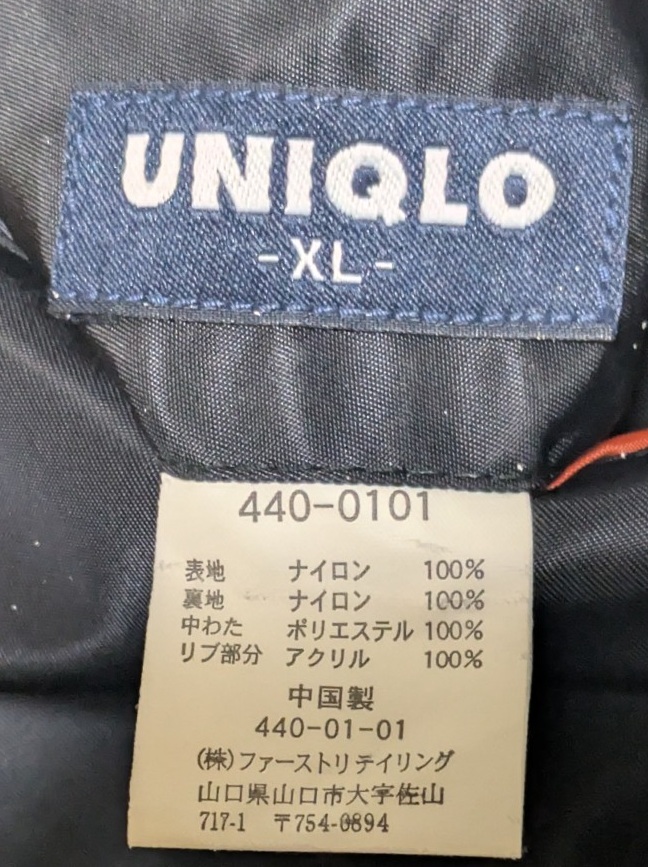 UNIQLO
-XL-
440-0101
表地 ナイロン 100%
裏地 ナイロン 100%
中わた ポリエステル 100%
リブ部分 アクリル 100%
中国製
440-01-01
(株)ファーストリテイリング
山口県山口市大字佐山
717-1 〒754-0894